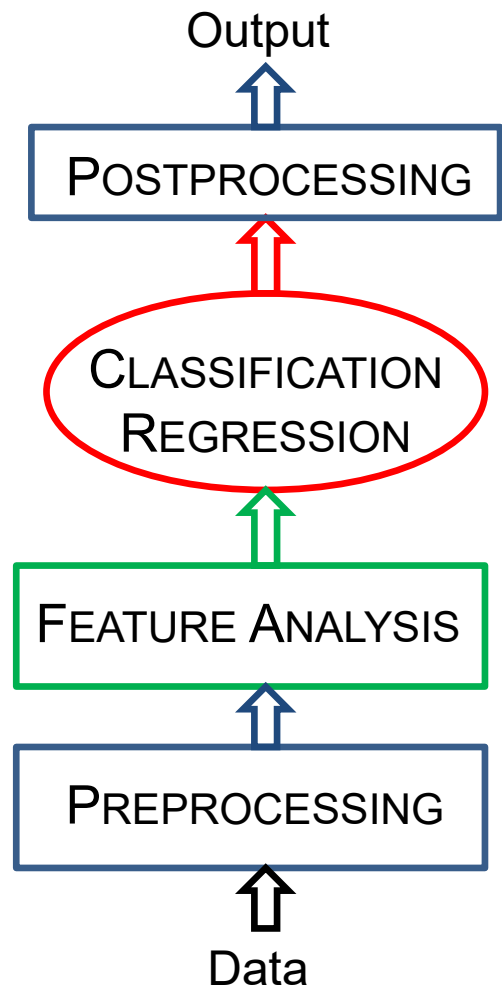 Output
POSTPROCESSING
CLASSIFICATION
REGRESSION
FEATURE ANALYSIS
PREPROCESSING
Data